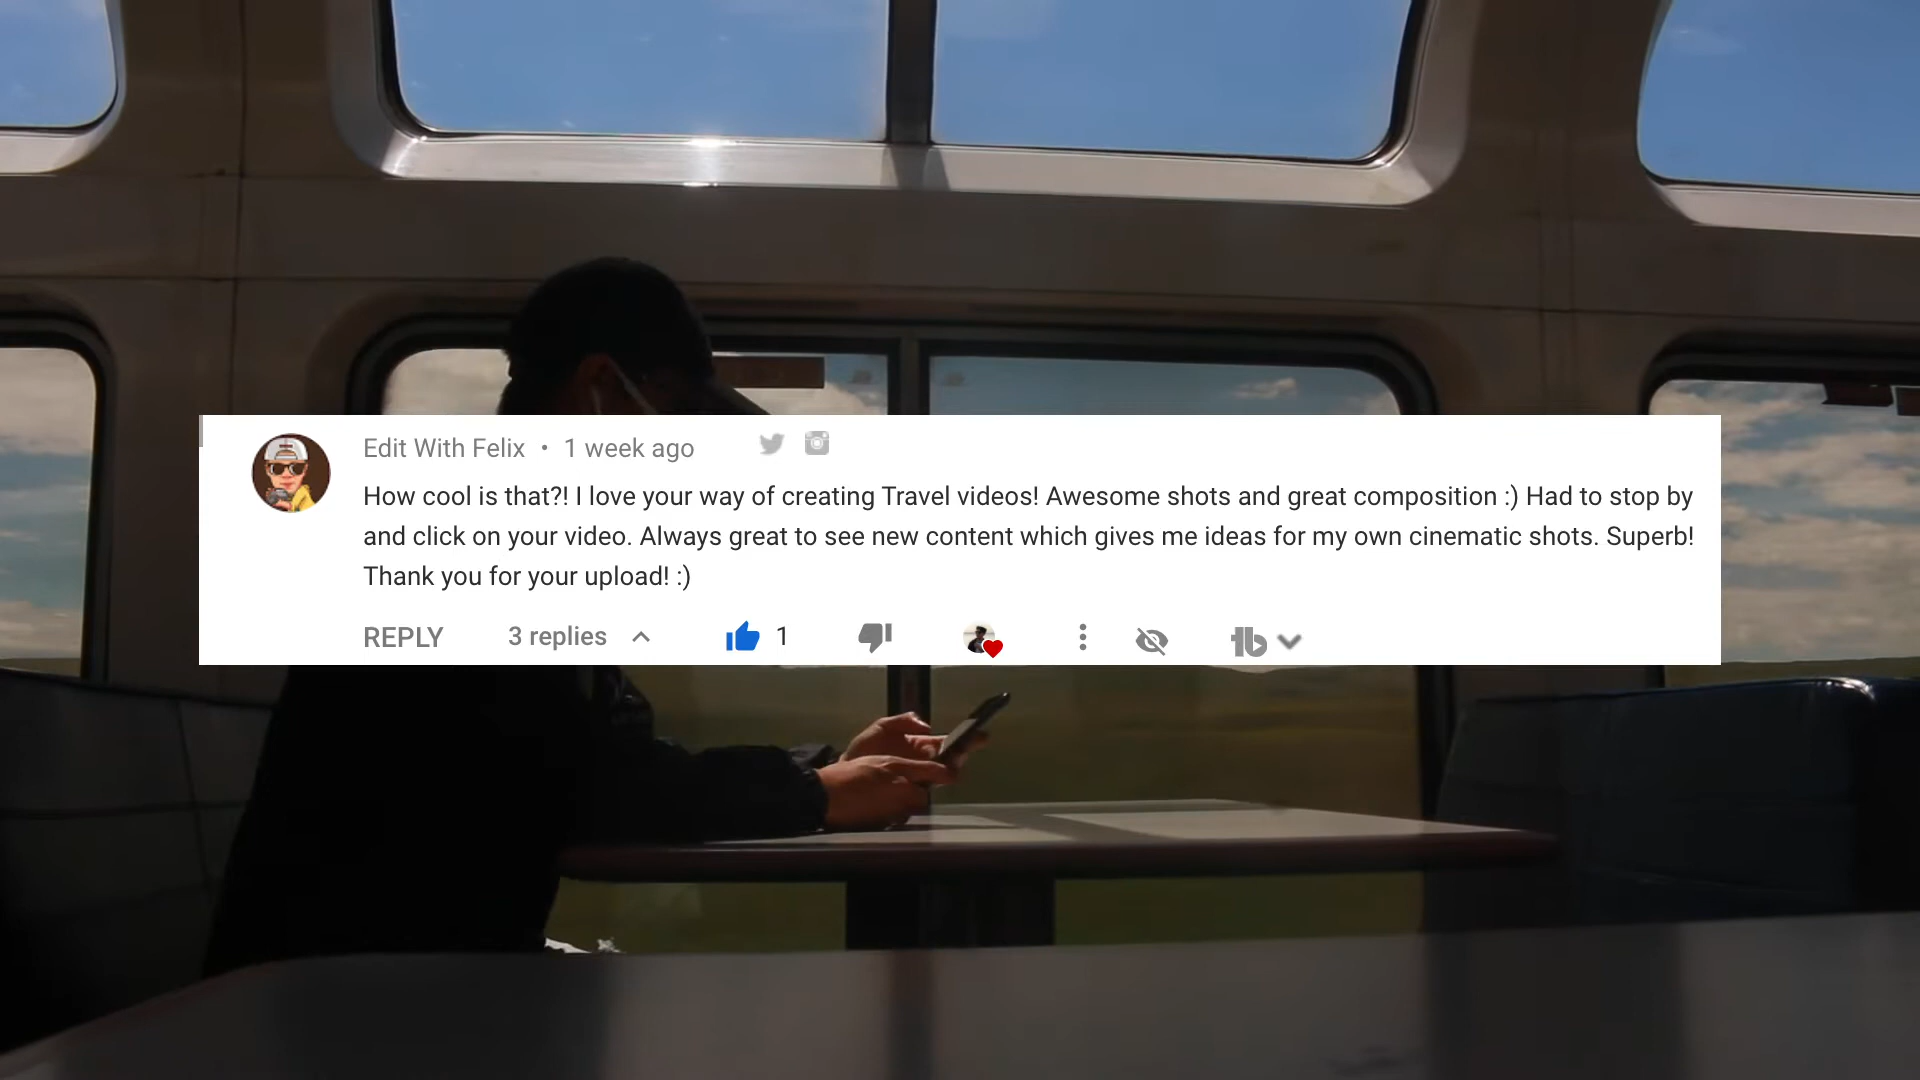 Edit With Felix • 1 week ago
How cool is that?! I love your way of creating Travel videos! Awesome shots and great composition :) Had to stop by
and click on your video. Always great to see new content which gives me ideas for my own cinematic shots. Superb!
Thank you for your upload! :)
REPLY 3 replies 1